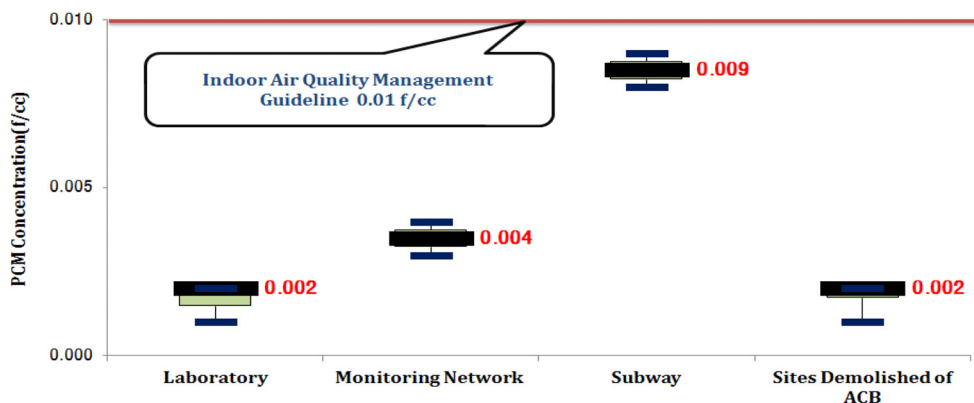 0.010
Indoor Air Quality Management
Guideline 0.01 f/cc
0.009
0.005
0.004
0.002
0.002
0.000
PCM Concentration(f/cc)
Laboratory
Monitoring Network
Subway
Sites Demolished of
ACB